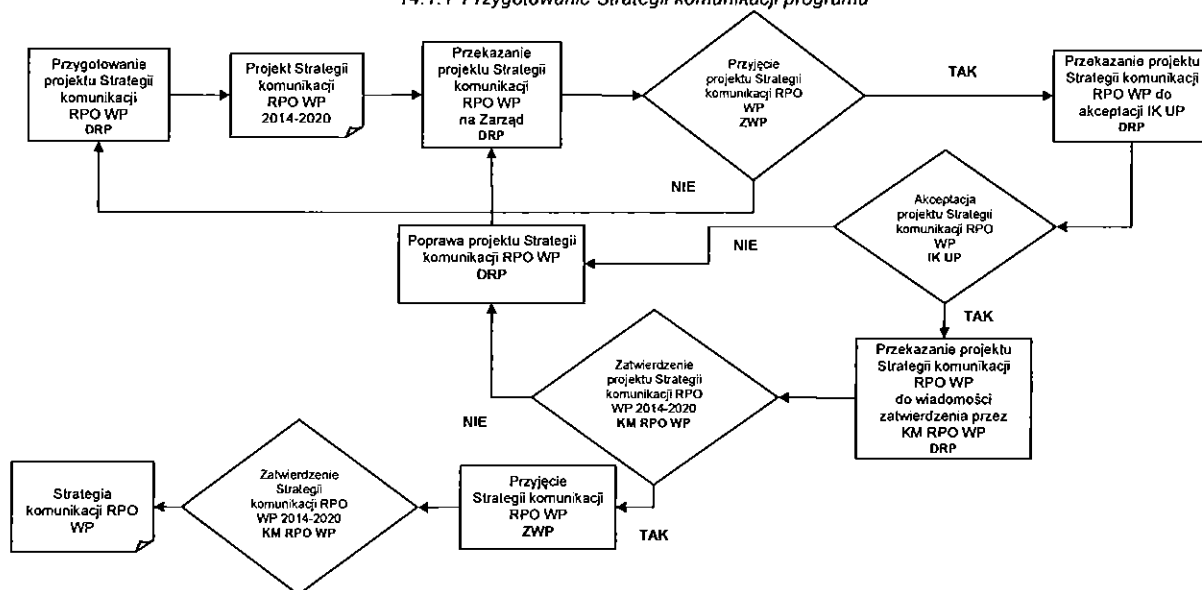 14.1.1 Przygotowanie Strategii komunikacji programu
Przygotowanie
projektu Strategii
komunikacji
RPO WP
DRP
Projekt Strategii
komunikacji
RPO WP
2014-2020
Przekazanie
projektu Strategii
komunikacji
RPO WP
na Zarząd
DRP
Przyjęcie
projektu Strategii
komunikacji RPO
WP
ZWP
TAK
Przekazanie projektu
Strategii komunikacji
RPO WP do
akceptacji IK UP
DRP
NIE
Akceptacja
projektu Strategii
komunikacji RPO
WP
IK UP
NIE
Poprawa projektu Strategii
komunikacji RPO WP
DRP
TAK
Przekazanie projektu
Strategii komunikacji
RPO WP
do wiadomości
zatwierdzenia przez
KM RPO WP
DRP
Zatwierdzenie
projektu Strategii
komunikacji RPO
WP 2014-2020
KM RPO WP
NIE
TAK
Przyjęcie
Strategii komunikacji
RPO WP
ZWP
Zatwierdzenie
Strategii
komunikacji RPO
WP 2014-2020
KM RPO WP
Strategia
komunikacji RPO
WP